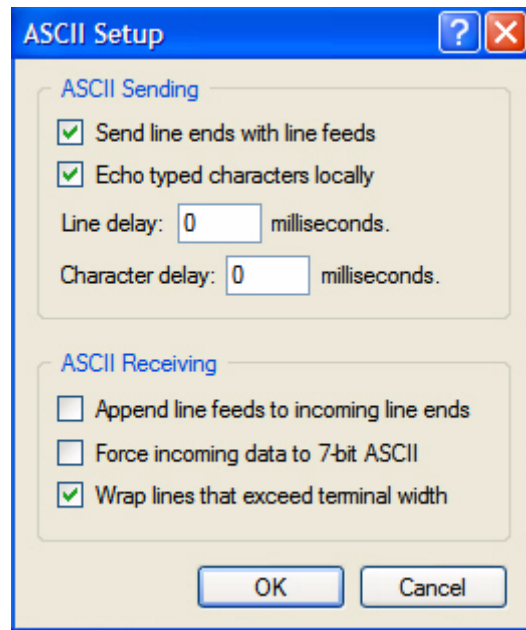 ASCII Setup
ASCII Sending
Send line ends with line feeds
Echo typed characters locally
Line delay: 0 milliseconds.
Character delay: 0 milliseconds.
ASCII Receiving
Append line feeds to incoming line ends
Force incoming data to 7-bit ASCII
Wrap lines that exceed terminal width
OK Cancel